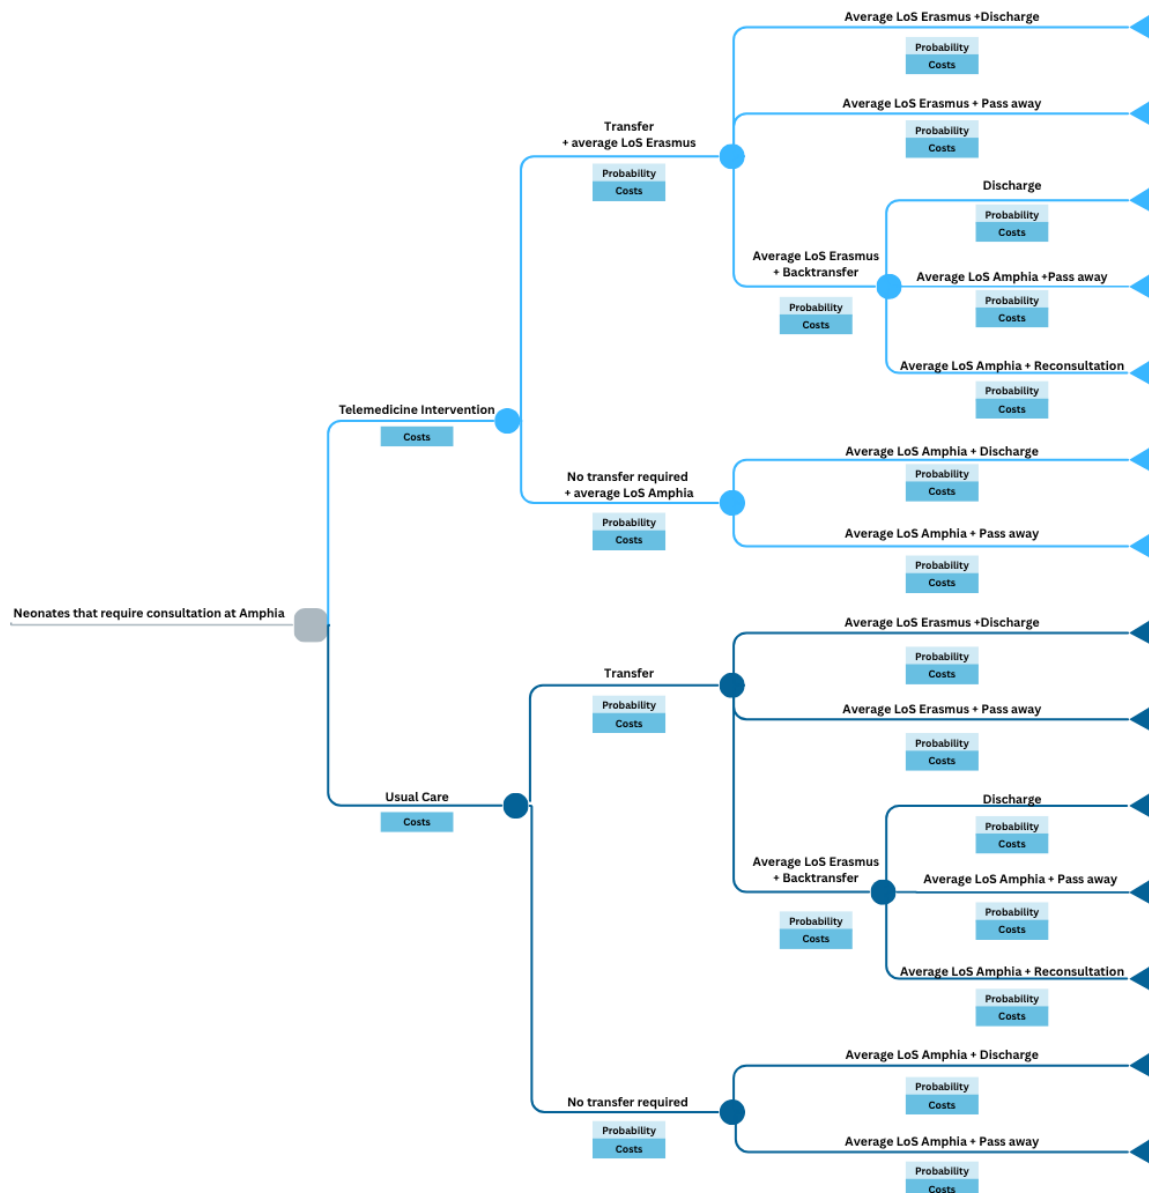 Average LoS Erasmus +Discharge
Probability
Costs
Average LoS Erasmus + Pass away
Probability
Costs
Transfer
+ average LoS Erasmus
Probability
Costs
Discharge
Probability
Costs
Average LoS Erasmus
+ Backtransfer
Probability
Costs
Average LoS Amphia +Pass away
Probability
Costs
Average LoS Amphia + Reconsultation
Probability
Costs
Telemedicine Intervention
Costs
Average LoS Amphia + Discharge
Probability
Costs
No transfer required
+ average LoS Amphia
Probability
Costs
Average LoS Amphia + Pass away
Probability
Costs
Neonates that require consultation at Amphia
Average LoS Erasmus +Discharge
Probability
Costs
Transfer
Probability
Costs
Average LoS Erasmus + Pass away
Probability
Costs
Usual Care
Costs
Discharge
Probability
Costs
Average LoS Erasmus
+ Backtransfer
Probability
Costs
Average LoS Amphia + Pass away
Probability
Costs
Average LoS Amphia + Reconsultation
Probability
Costs
Average LoS Amphia + Discharge
Probability
Costs
No transfer required
Probability
Costs
Average LoS Amphia + Pass away
Probability
Costs